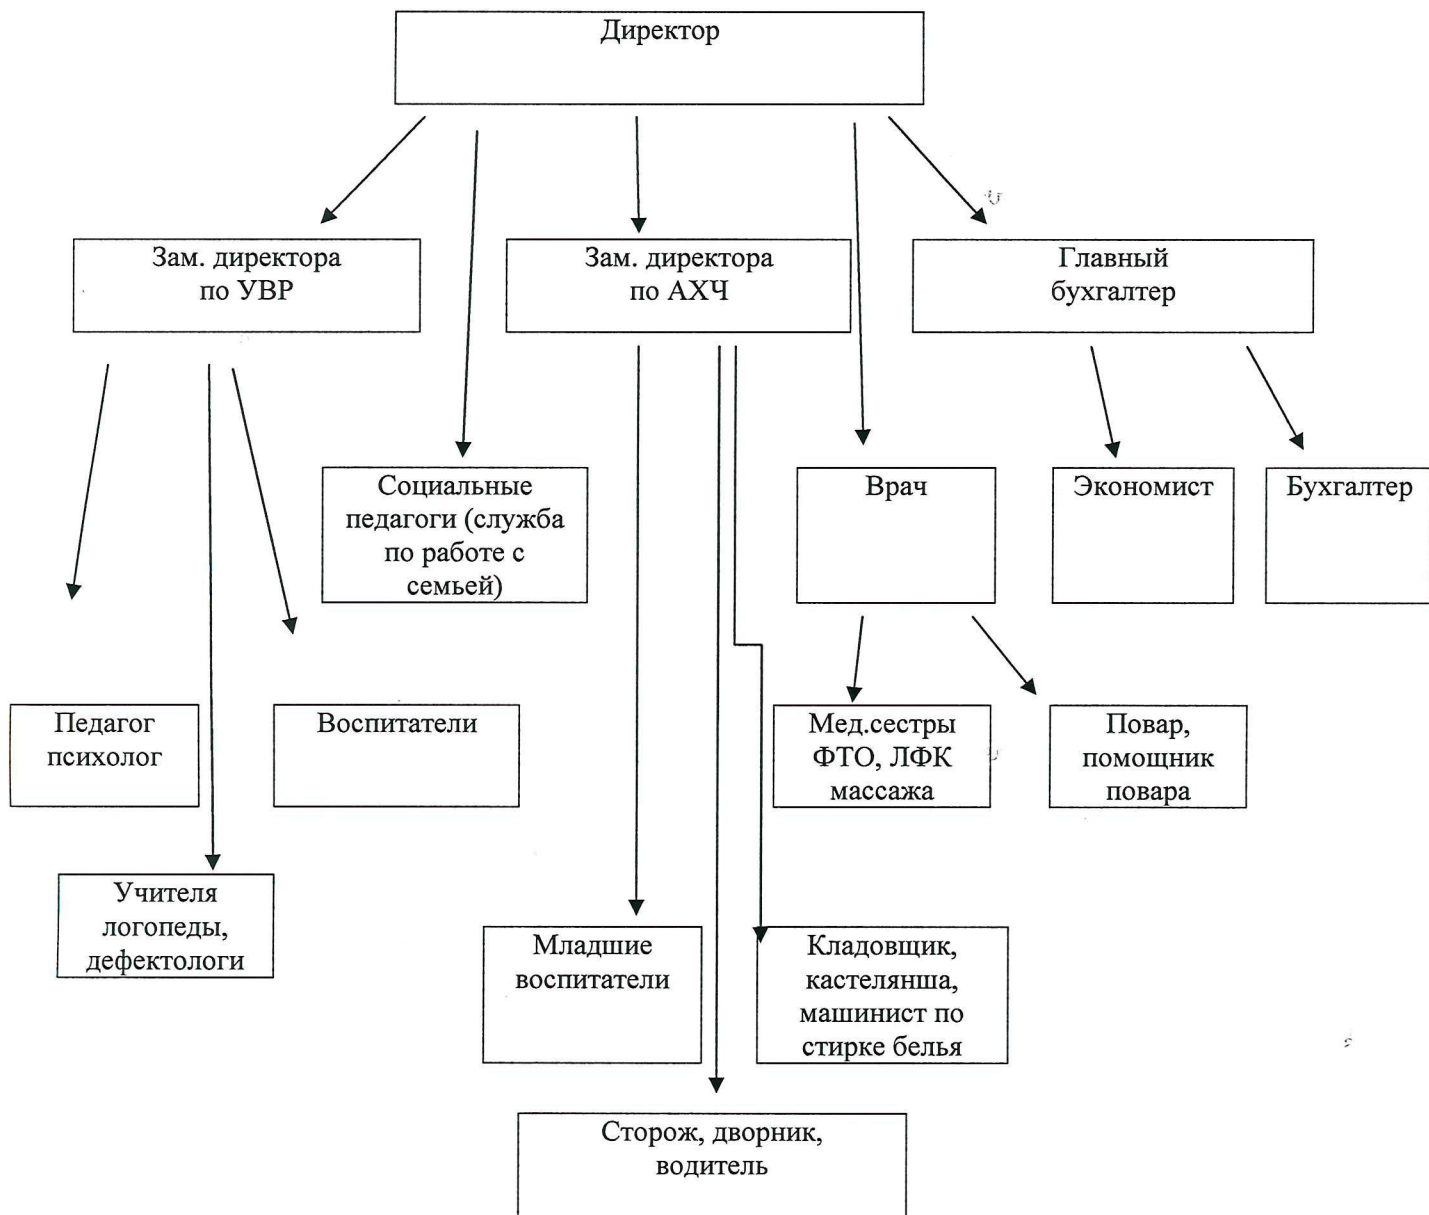 Директор
Зам. директора
по УВР
Зам. директора
по АХЧ
Главный
бухгалтер
Социальные
педагоги (служба
по работе с
семьей)
Врач
Экономист
Бухгалтер
Педагог
психолог
Воспитатели
Мед.сестры
ФТО, ЛФК
массажа
Повар,
помощник
повара
Учителя
логопеды,
дефектологи
Младшие
воспитатели
Кладовщик,
кастелянша,
машинист по
стирке белья
Сторож, дворник,
водитель